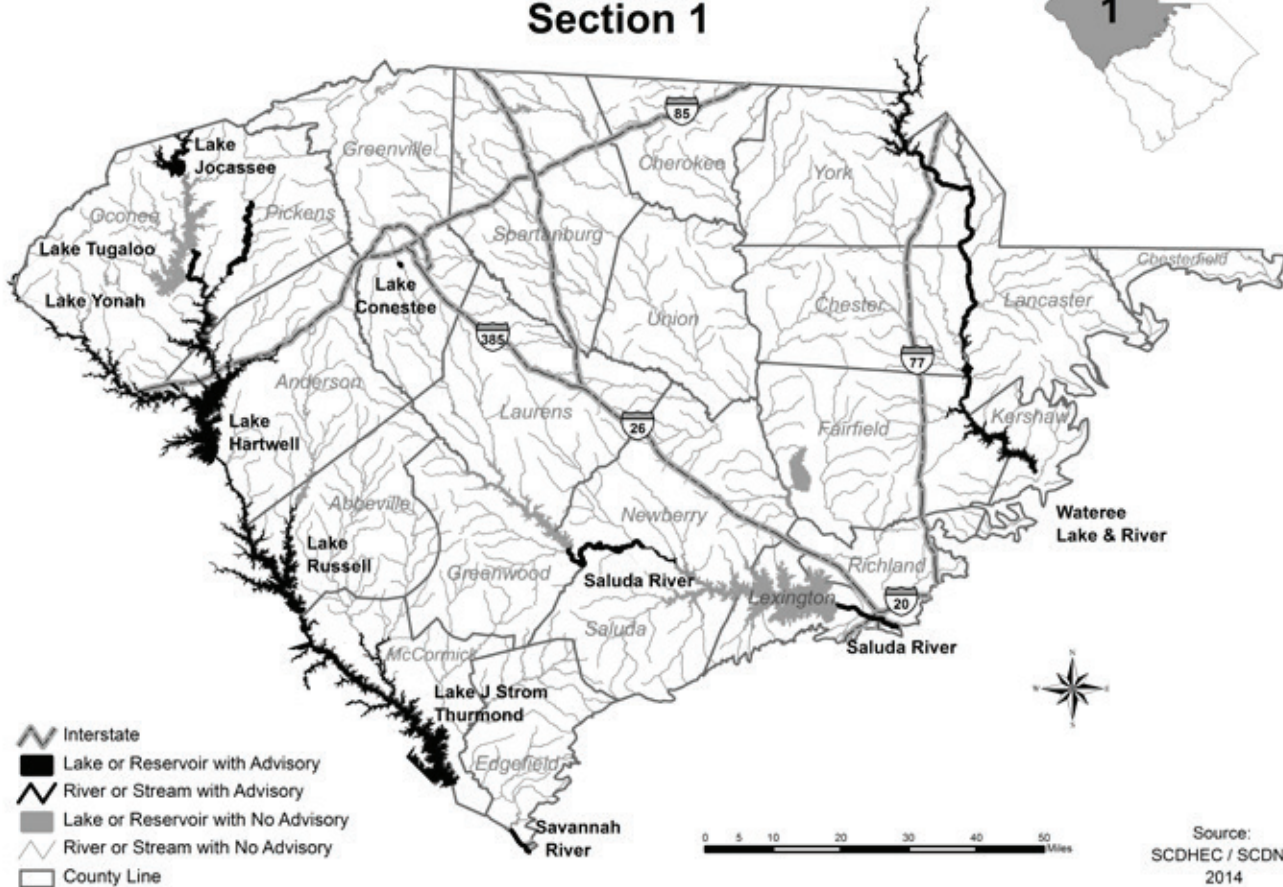 Section 1
1
85
Lake
Jocassee
Greenville
Cherokee
York
Oconee
Pickens
Lake Tugaloo
Spartanburg
Chesterfield
Lake Yonah
Lake
Conestee
Chester
Lancaster
Union
385
77
Anderson
Laurens
Lake
Hartwell
26
Fairfield
Kershaw
Abbeville
Newberry
Wateree
Lake & River
Lake
Russell
Greenwood
Saluda River
Richland
Lexington
20
Saluda
Saluda River
McCormick
N
W
E
S
Lake J Strom
Thurmond
Edgefield
Interstate
Lake or Reservoir with Advisory
River or Stream with Advisory
Lake or Reservoir with No Advisory
River or Stream with No Advisory
County Line
Savannah
River
0 5 10 20 30 40 50
Miles
Source:
SCDHEC / SCDN
2014